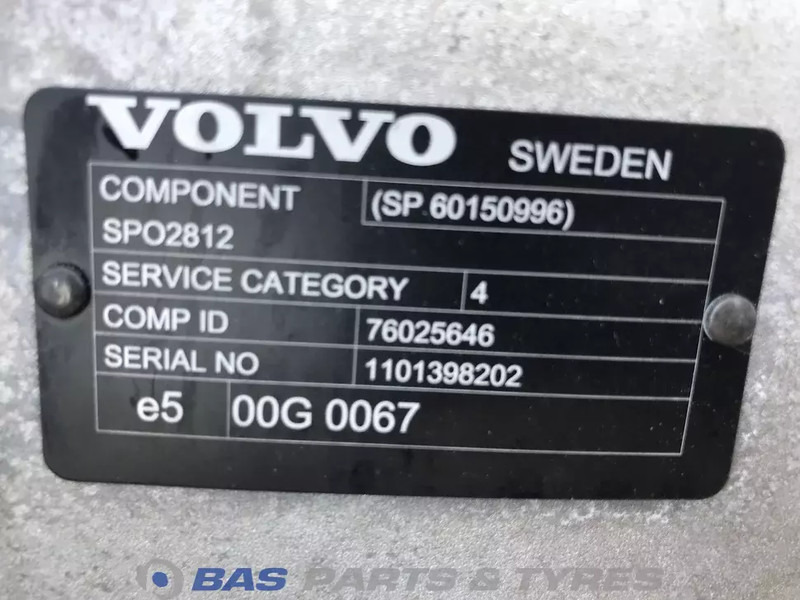 VOLVO SWEDEN
COMPONENT (SP 60150996)
SPO2812
SERVICE CATEGORY 4
COMP ID 76025646
SERIAL NO 1101398202
e5 00G 0067
BAS PARTS & TYRES